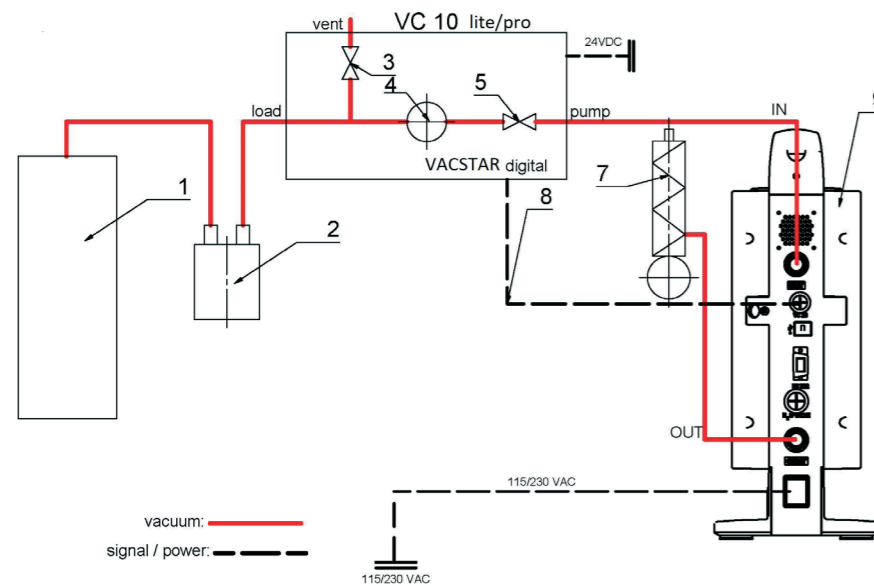 vent
VC 10 lite/pro
24VDC
3
4
5
load
pump
IN
9
VACSTAR digital
1
2
7
8
OUT
115/230 VAC
vacuum:
signal / power:
115/230 VAC